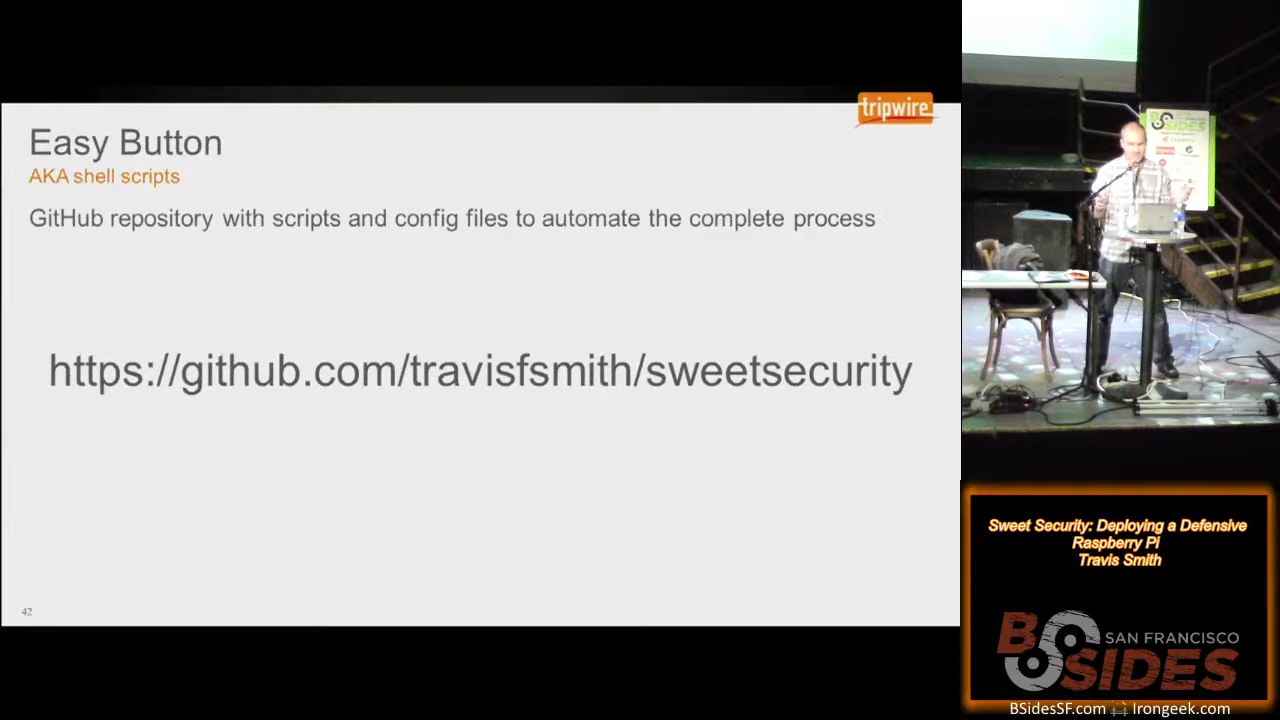 tripwire
Easy Button
AKA shell scripts
GitHub repository with scripts and config files to automate the complete process
https://github.com/travisfsmith/sweetsecurity
42
BSIDES
Sweet Security: Deploying a Defensive
Raspberry Pi
Travis Smith
BSIDES
SAN FRANCISCO
BSidesSF.com
Irongeek.com